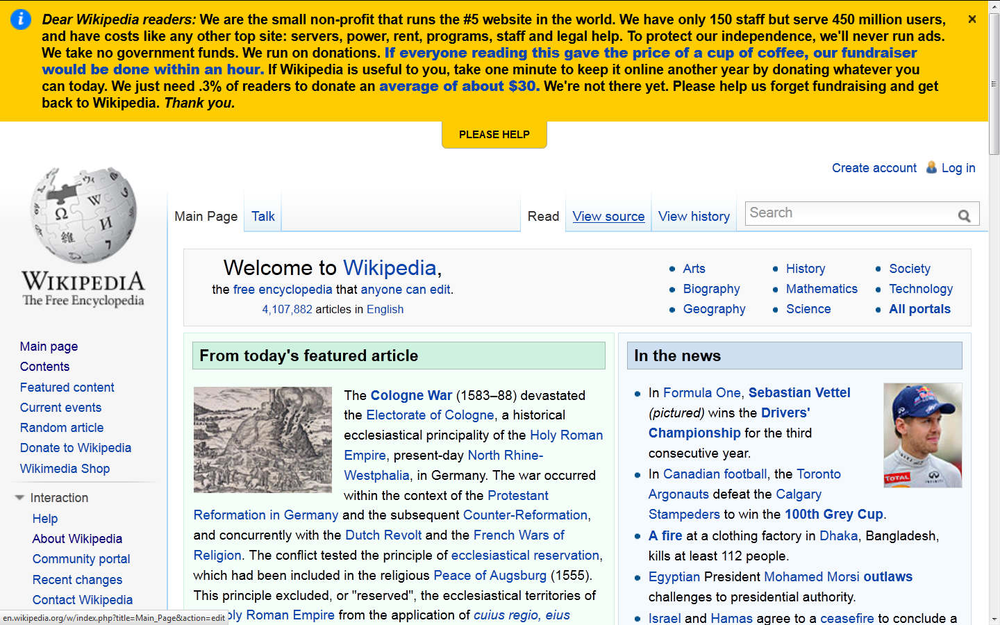 Dear Wikipedia readers: We are the small non-profit that runs the #5 website in the world. We have only 150 staff but serve 450 million users,
and have costs like any other top site: servers, power, rent, programs, staff and legal help. To protect our independence, we'll never run ads.
We take no government funds. We run on donations. If everyone reading this gave the price of a cup of coffee, our fundraiser
would be done within an hour. If Wikipedia is useful to you, take one minute to keep it online another year by donating whatever you
can today. We just need .3% of readers to donate an average of about $30. We're not there yet. Please help us forget fundraising and get
back to Wikipedia. Thank you.
PLEASE HELP
Create account Log in
Main Page Talk Read View source View history Search
WIKIPEDIA
The Free Encyclopedia
Main page
Contents
Featured content
Current events
Random article
Donate to Wikipedia
Wikimedia Shop
Interaction
Help
About Wikipedia
Community portal
Recent changes
Contact Wikipedia
Welcome to Wikipedia,
the free encyclopedia that anyone can edit.
4,107,882 articles in English
Arts
Biography
Geography
History
Mathematics
Science
Society
Technology
All portals
From today's featured article
The Cologne War (1583–88) devastated
the Electorate of Cologne, a historical
ecclesiastical principality of the Holy Roman
Empire, present-day North Rhine-
Westphalia, in Germany. The war occurred
within the context of the Protestant
Reformation in Germany and the subsequent Counter-Reformation,
and concurrently with the Dutch Revolt and the French Wars of
Religion. The conflict tested the principle of ecclesiastical reservation,
which had been included in the religious Peace of Augsburg (1555).
This principle excluded, or "reserved", the ecclesiastical territories of
oly Roman Empire from the application of cuius regio, eius
In the news
In Formula One, Sebastian Vettel
(pictured) wins the Drivers'
Championship for the third
consecutive year.
In Canadian football, the Toronto
Argonauts defeat the Calgary
Stampeders to win the 100th Grey Cup.
A fire at a clothing factory in Dhaka, Bangladesh,
kills at least 112 people.
Egyptian President Mohamed Morsi outlaws
challenges to presidential authority.
Israel and Hamas agree to a ceasefire to conclude a
TOTAL
en.wikipedia.org/w/index.php?title=Main_Page&action=edit